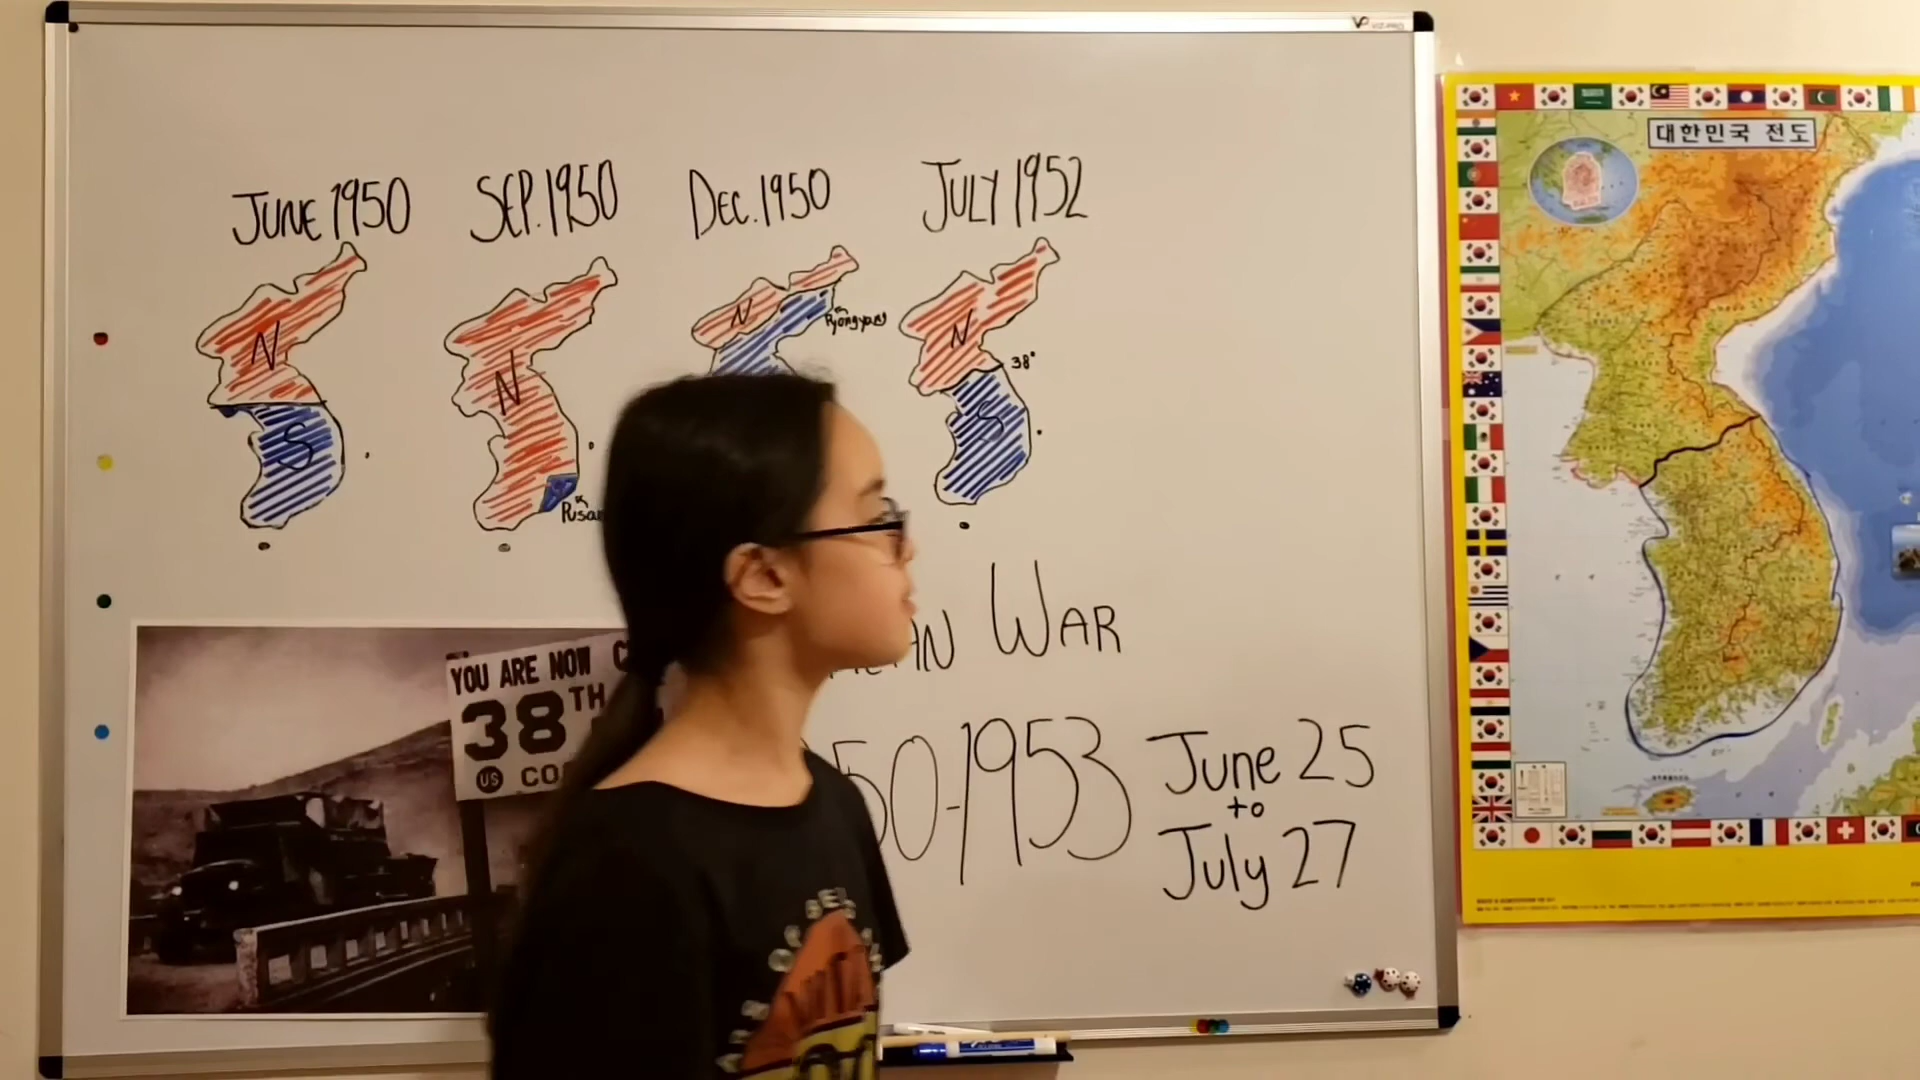 JUNE 1950
SEP. 1950
DEC. 1950
JULY 1952
N
S
N
N
Pyongyang
N
38°
S
WAR
1953
June 25
to
July 27
YOU ARE NOW
38TH
US
대한민국 전도